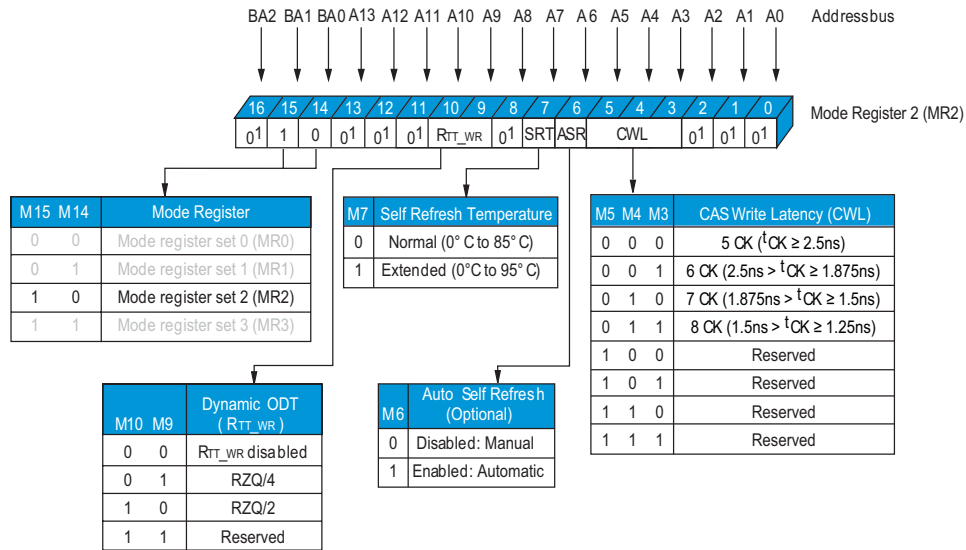 BA2 BA1 BA0 A13 A12 A11 A10 A9 A8 A7 A6 A5 A4 A3 A2 A1 A0 Addressbus
16 15 14 13 12 11 10 9 8 7 6 5 4 3 2 1 0
Mode Register 2 (MR2)
0¹ 1 0 0¹ 0¹ 0¹ RTT_WR 0¹ SRT ASR CWL 0¹ 0¹ 0¹
M15 M14 Mode Register
0 0 Mode register set 0 (MR0)
0 1 Mode register set 1 (MR1)
1 0 Mode register set 2 (MR2)
1 1 Mode register set 3 (MR3)
M7 Self Refresh Temperature
0 Normal (0° C to 85° C)
1 Extended (0°C to 95° C)
M5 M4 M3 CAS Write Latency (CWL)
0 0 0 5 CK (tCK ≥ 2.5ns)
0 0 1 6 CK (2.5ns > tCK ≥ 1.875ns)
0 1 0 7 CK (1.875ns > tCK ≥ 1.5ns)
0 1 1 8 CK (1.5ns > tCK ≥ 1.25ns)
1 0 0 Reserved
1 0 1 Reserved
1 1 0 Reserved
1 1 1 Reserved
M10 M9 Dynamic ODT
(RTT_WR)
0 0 RTT_WR disabled
0 1 RZQ/4
1 0 RZQ/2
1 1 Reserved
M6 Auto Self Refresh
(Optional)
0 Disabled: Manual
1 Enabled: Automatic